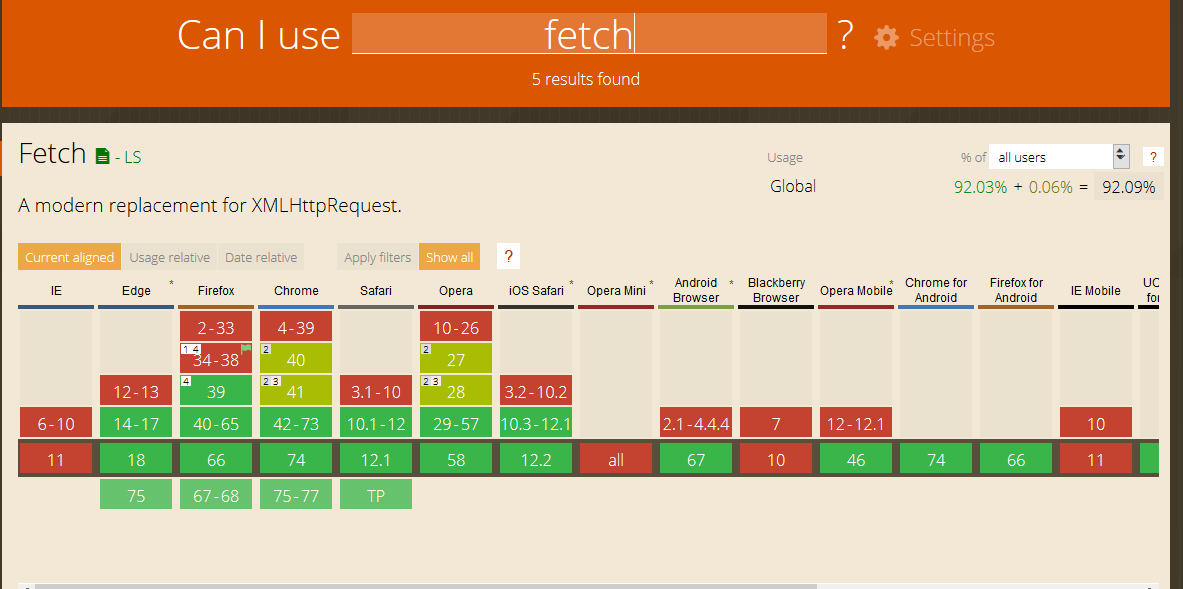 Can I use fetch ? Settings
5 results found
Fetch - LS
Usage % of all users ?
Global 92.03% + 0.06% = 92.09%
A modern replacement for XMLHttpRequest.
Current aligned Usage relative Date relative Apply filters Show all ?
IE Edge * Firefox Chrome Safari Opera iOS Safari * Opera Mini * Android Browser * Blackberry Browser Opera Mobile * Chrome for Android Firefox for Android IE Mobile UC for
2-33 4-39 10-26
1 4 34-38 2 40 2 27
12-13 4 39 2 3 41 3.1-10 2 3 28 3.2-10.2
6-10 14-17 40-65 42-73 10.1-12 29-57 10.3-12.1 2.1-4.4.4 7 12-12.1 10
11 18 66 74 12.1 58 12.2 all 67 10 46 74 66 11
75 67-68 75-77 TP